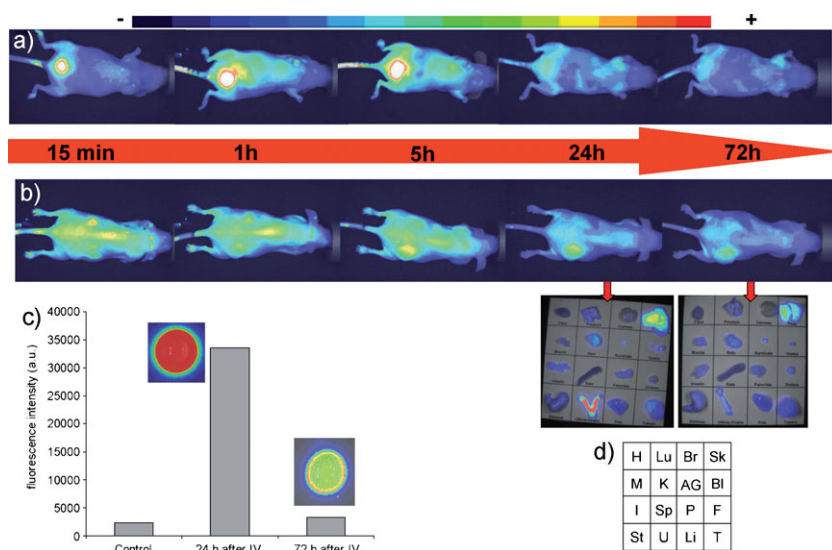 - +
a)
15 min 1h 5h 24h 72h
b)
c)
fluorescence intensity (a.u.)
40000
35000
30000
25000
20000
15000
10000
5000
0
Control 24 h after IV 72 h after IV
d)
H Lu Br Sk
M K AG Bl
I Sp P F
St U Li T